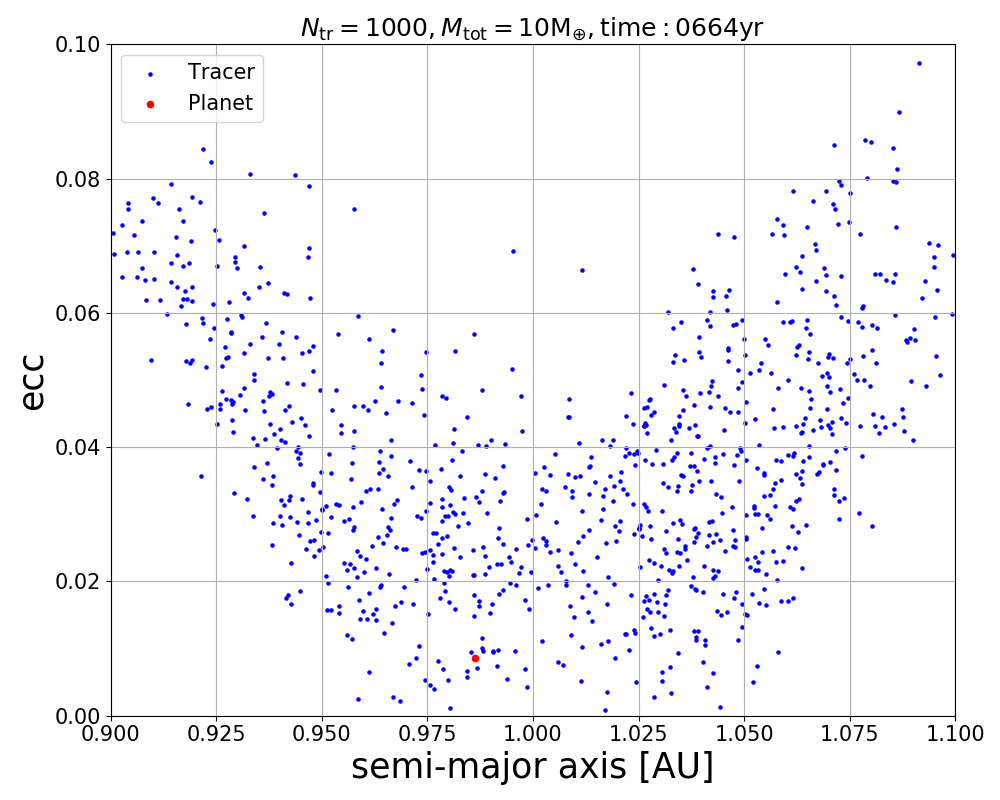 N_tr = 1000, M_tot = 10M_⊕, time : 0664yr
Tracer
Planet
0.10
0.08
0.06
0.04
0.02
0.00
ecc
0.900 0.925 0.950 0.975 1.000 1.025 1.050 1.075 1.100
semi-major axis [AU]